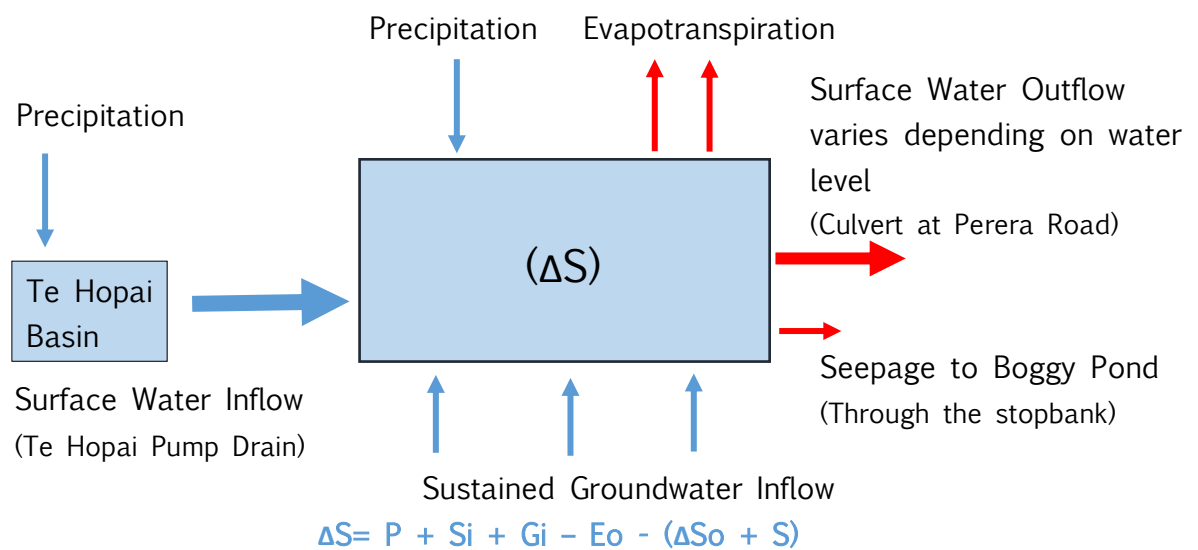 Precipitation
Evapotranspiration
Precipitation
Surface Water Outflow
varies depending on water
level
(Culvert at Perera Road)
(ΔS)
Te Hopai
Basin
Seepage to Boggy Pond
(Through the stopbank)
Surface Water Inflow
(Te Hopai Pump Drain)
Sustained Groundwater Inflow
ΔS= P + Si + Gi – Eo - (ΔSo + S)